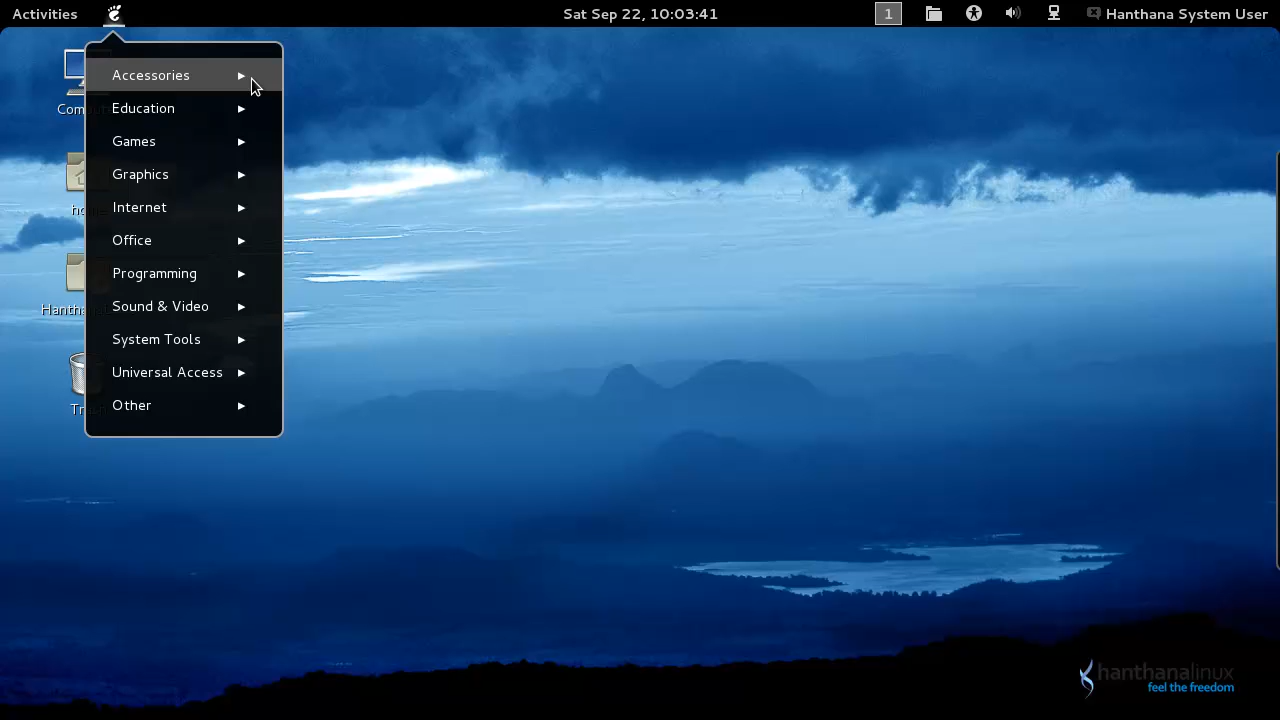 Activities
Sat Sep 22, 10:03:41
1
Hanthana System User
Accessories
Education
Games
Graphics
Internet
Office
Programming
Sound & Video
System Tools
Universal Access
Other
hanthanalinux
feel the freedom